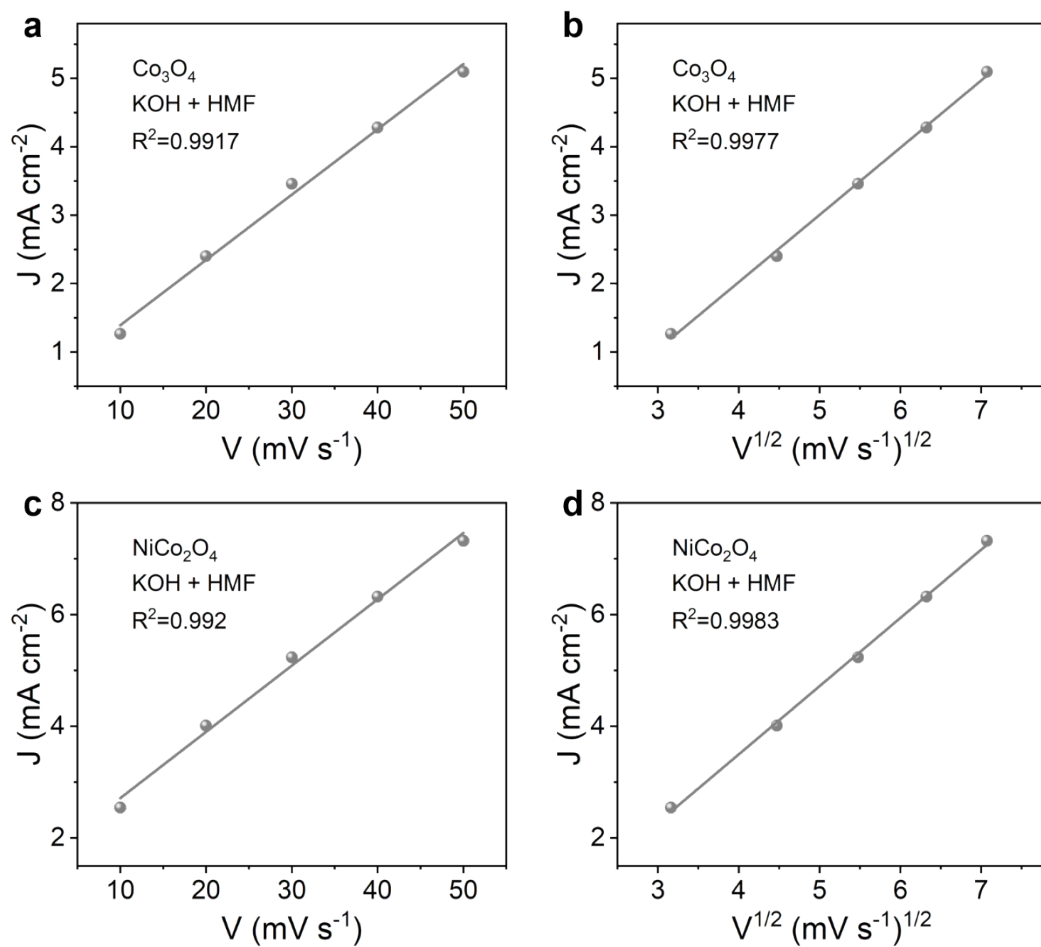 a
Co₃O₄
KOH + HMF
R²=0.9917
J (mA cm⁻²)
5
4
3
2
1
10 20 30 40 50
V (mV s⁻¹)
b
Co₃O₄
KOH + HMF
R²=0.9977
J (mA cm⁻²)
5
4
3
2
1
3 4 5 6 7
V¹/² (mV s⁻¹)¹/²
c
NiCo₂O₄
KOH + HMF
R²=0.992
J (mA cm⁻²)
8
6
4
2
10 20 30 40 50
V (mV s⁻¹)
d
NiCo₂O₄
KOH + HMF
R²=0.9983
J (mA cm⁻²)
8
6
4
2
3 4 5 6 7
V¹/² (mV s⁻¹)¹/²